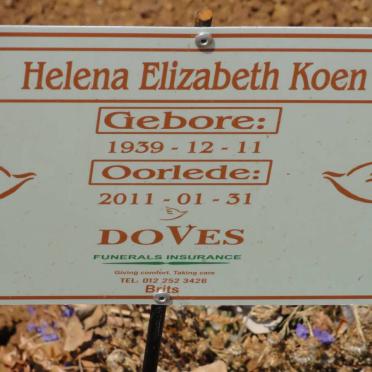 Helena Elizabeth Koen
Gebore:
1939 - 12 - 11
Oorlede:
2011 - 01 - 31
DOVES
FUNERALS INSURANCE
Giving comfort, Taking care
TEL: 012 252 3428
Brits